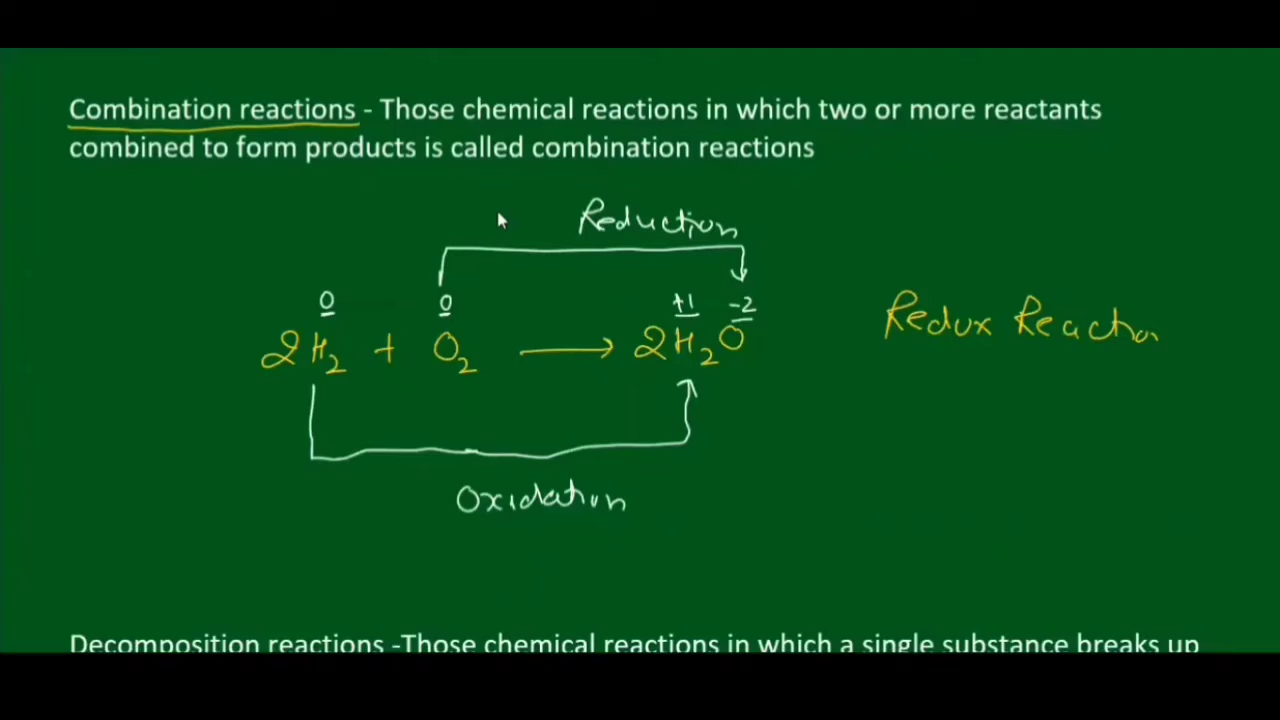 Combination reactions - Those chemical reactions in which two or more reactants
combined to form products is called combination reactions
Reduction
0 0 +1 -2
2H₂ + O₂ ⟶ 2H₂O
Redux Reaction
Oxidation
Decomposition reactions -Those chemical reactions in which a single substance breaks up